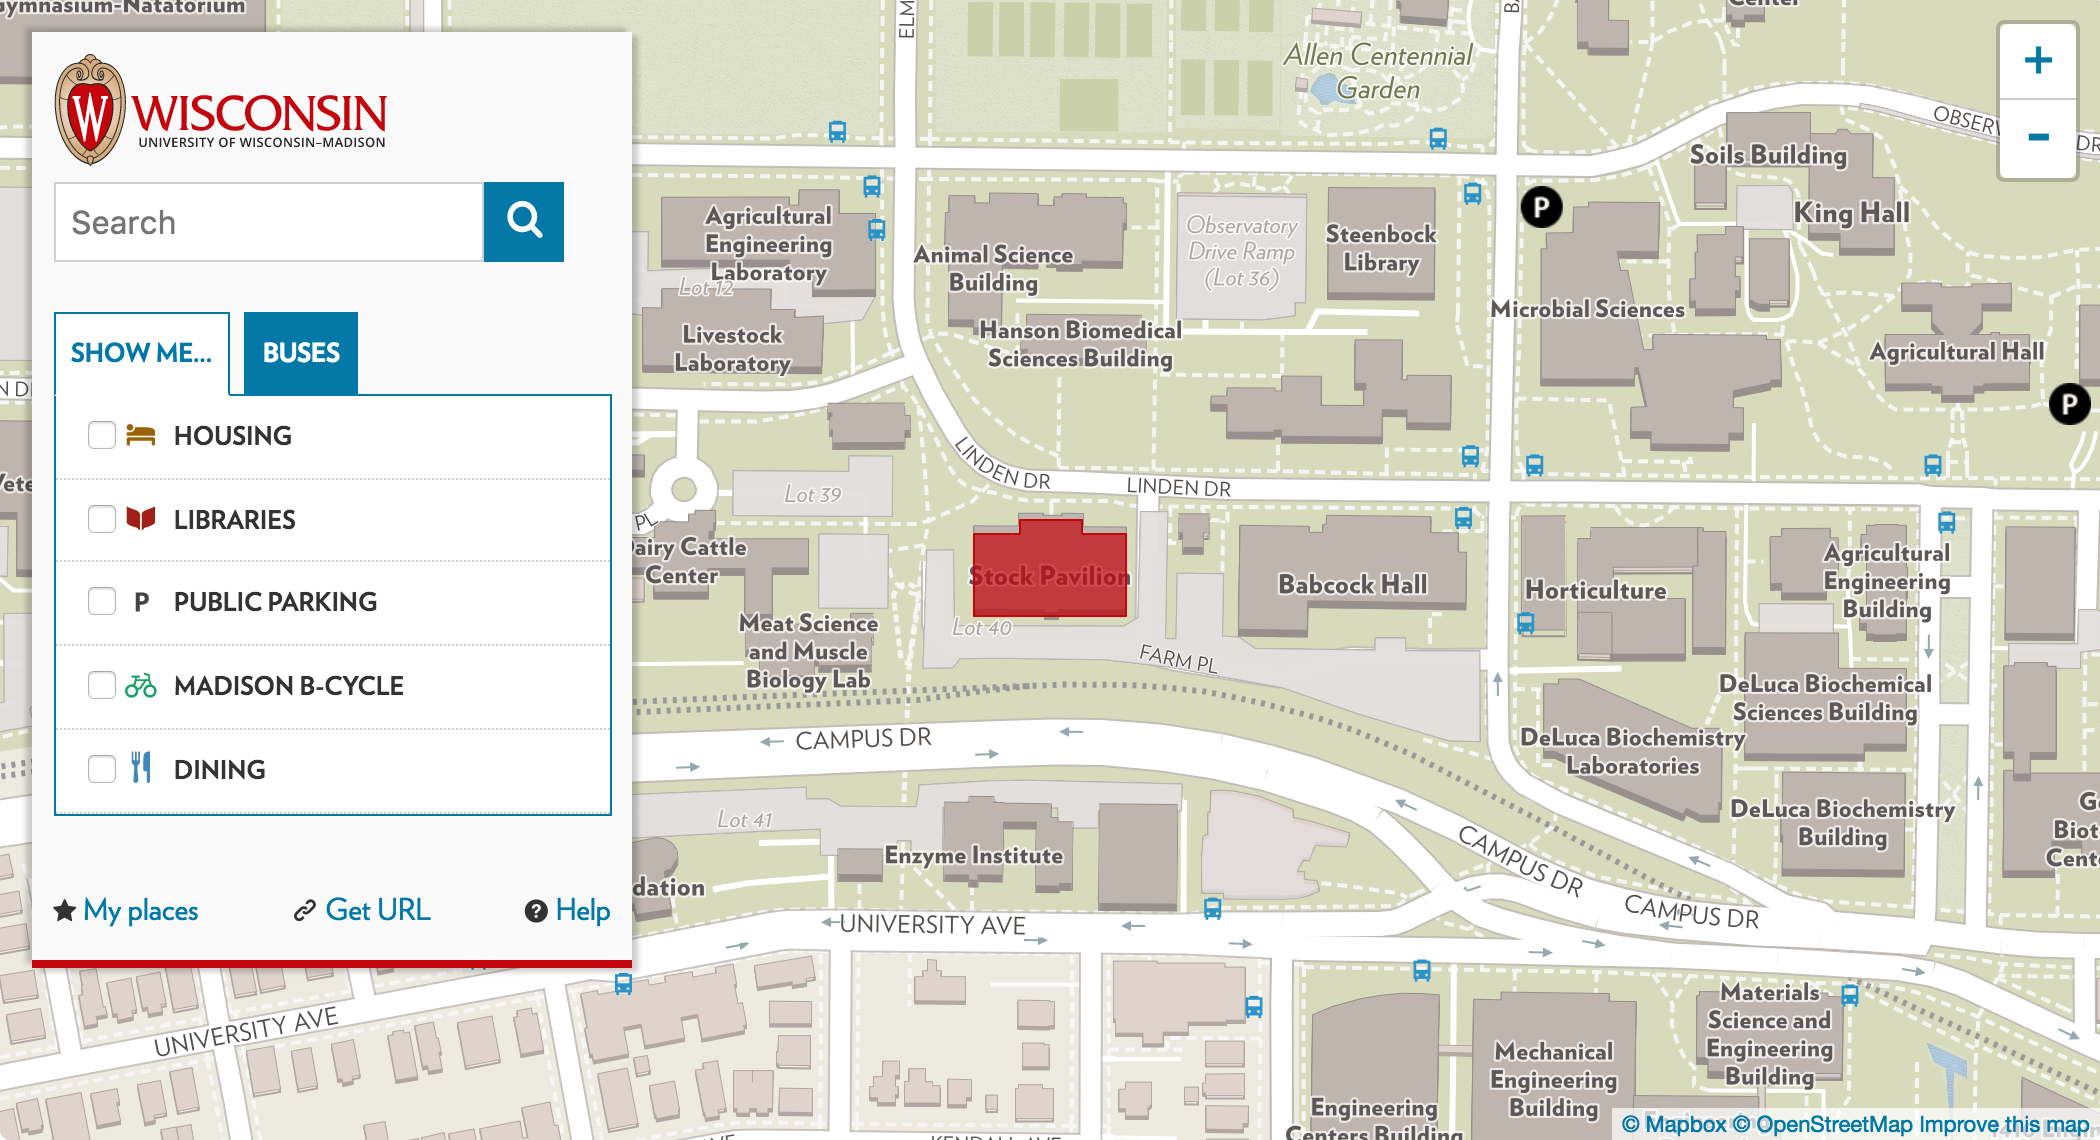 Gymnasium-Natatorium
W
WISCONSIN
UNIVERSITY OF WISCONSIN–MADISON
Search
SHOW ME...
BUSES
HOUSING
LIBRARIES
P PUBLIC PARKING
MADISON B-CYCLE
DINING
My places
Get URL
? Help
ELM
Allen Centennial
Garden
Center
+
-
Soils Building
King Hall
P
Agricultural
Engineering
Laboratory
Lot 12
Livestock
Laboratory
Animal Science
Building
Hanson Biomedical
Sciences Building
Observatory
Drive Ramp
(Lot 36)
Steenbock
Library
Microbial Sciences
Agricultural Hall
P
LINDEN DR
LINDEN DR
Lot 39
PL
Dairy Cattle
Center
Meat Science
and Muscle
Biology Lab
Stock Pavilion
Lot 40
FARM PL
Babcock Hall
Horticulture
Agricultural
Engineering
Building
DeLuca Biochemical
Sciences Building
DeLuca Biochemistry
Laboratories
DeLuca Biochemistry
Building
CAMPUS DR
CAMPUS DR
CAMPUS DR
Lot 41
Enzyme Institute
dation
UNIVERSITY AVE
UNIVERSITY AVE
KENDALL AVE
Mechanical
Engineering
Building
Engineering
Centers Building
Materials
Science and
Engineering
Building
© Mapbox © OpenStreetMap Improve this map